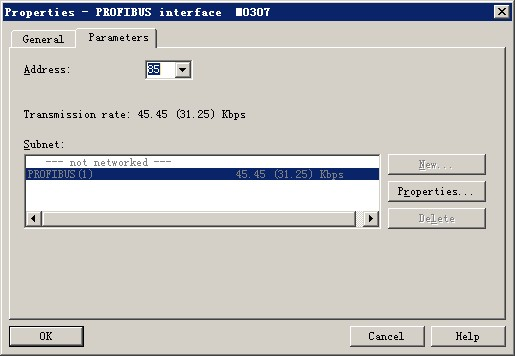 Properties - PROFIBUS interface M0307
General
Parameters
Address:
85
Transmission rate: 45.45 (31.25) Kbps
Subnet:
--- not networked ---
PROFIBUS(1) 45.45 (31.25) Kbps
New...
Properties...
Delete
OK
Cancel
Help